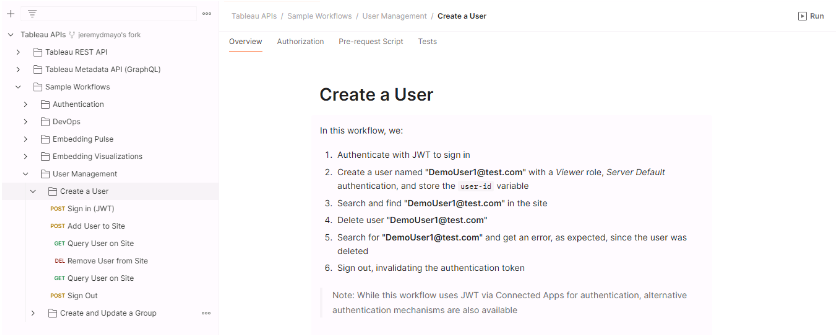 Tableau APIs jeremydmayo's fork
Tableau REST API
Tableau Metadata API (GraphQL)
Sample Workflows
Authentication
DevOps
Embedding Pulse
Embedding Visualizations
User Management
Create a User
POST Sign in (JWT)
POST Add User to Site
GET Query User on Site
DEL Remove User from Site
GET Query User on Site
POST Sign Out
Create and Update a Group
Tableau APIs / Sample Workflows / User Management / Create a User
Run
Overview Authorization Pre-request Script Tests
Create a User
In this workflow, we:
1. Authenticate with JWT to sign in
2. Create a user named "DemoUser1@test.com" with a Viewer role, Server Default
authentication, and store the user-id variable
3. Search and find "DemoUser1@test.com" in the site
4. Delete user "DemoUser1@test.com"
5. Search for "DemoUser1@test.com" and get an error, as expected, since the user was
deleted
6. Sign out, invalidating the authentication token
Note: While this workflow uses JWT via Connected Apps for authentication, alternative
authentication mechanisms are also available